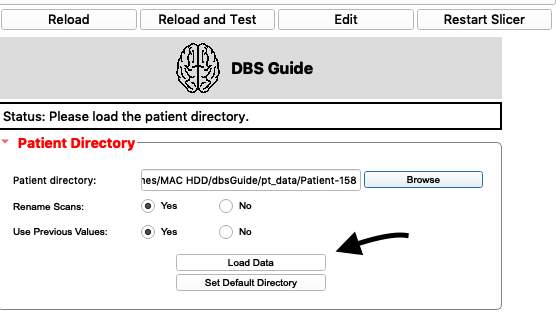 Reload Reload and Test Edit Restart Slicer
DBS Guide
Status: Please load the patient directory.
Patient Directory
Patient directory: nes/MAC HDD/dbsGuide/pt_data/Patient-158 Browse
Rename Scans: Yes No
Use Previous Values: Yes No
Load Data
Set Default Directory